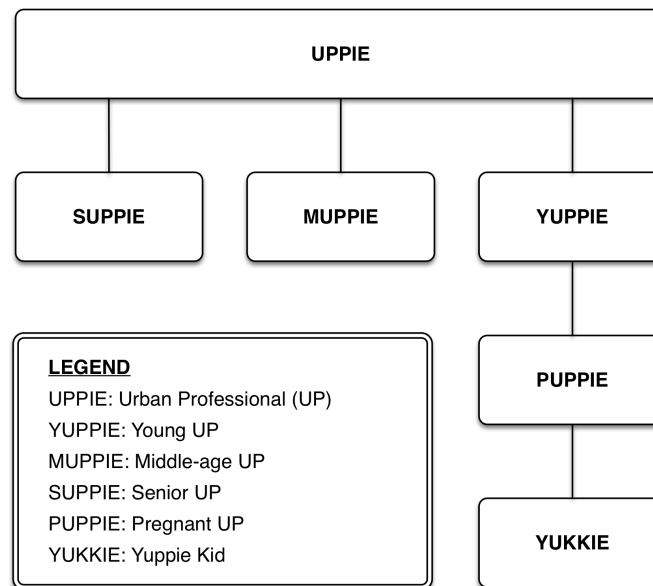 UPPIE
SUPPIE
MUPPIE
YUPPIE
PUPPIE
YUKKIE
LEGEND
UPPIE: Urban Professional (UP)
YUPPIE: Young UP
MUPPIE: Middle-age UP
SUPPIE: Senior UP
PUPPIE: Pregnant UP
YUKKIE: Yuppie Kid